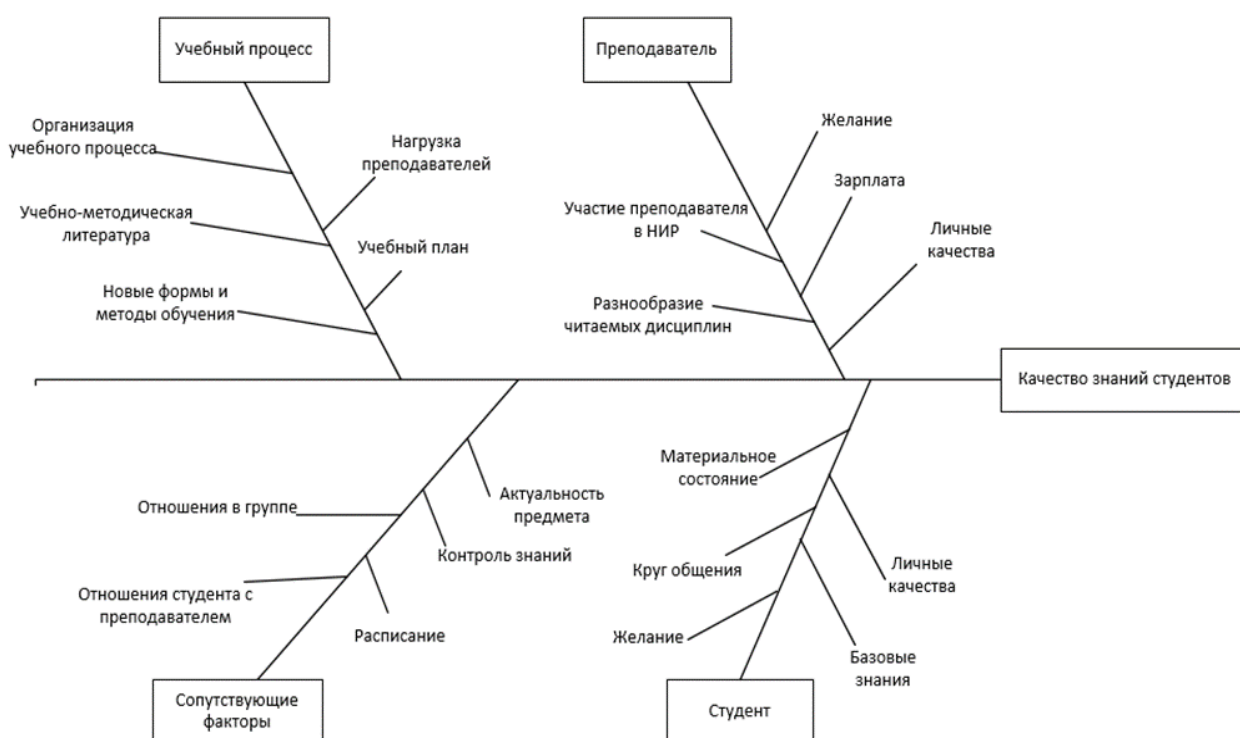 Учебный процесс
Преподаватель
Организация
учебного процесса
Нагрузка
преподавателей
Учебно-методическая
литература
Учебный план
Новые формы и
методы обучения
Желание
Зарплата
Участие преподавателя
в НИР
Личные
качества
Разнообразие
читаемых дисциплин
Качество знаний студентов
Актуальность
предмета
Отношения в группе
Контроль знаний
Отношения студента с
преподавателем
Расписание
Сопутствующие
факторы
Материальное
состояние
Круг общения
Личные
качества
Желание
Базовые
знания
Студент